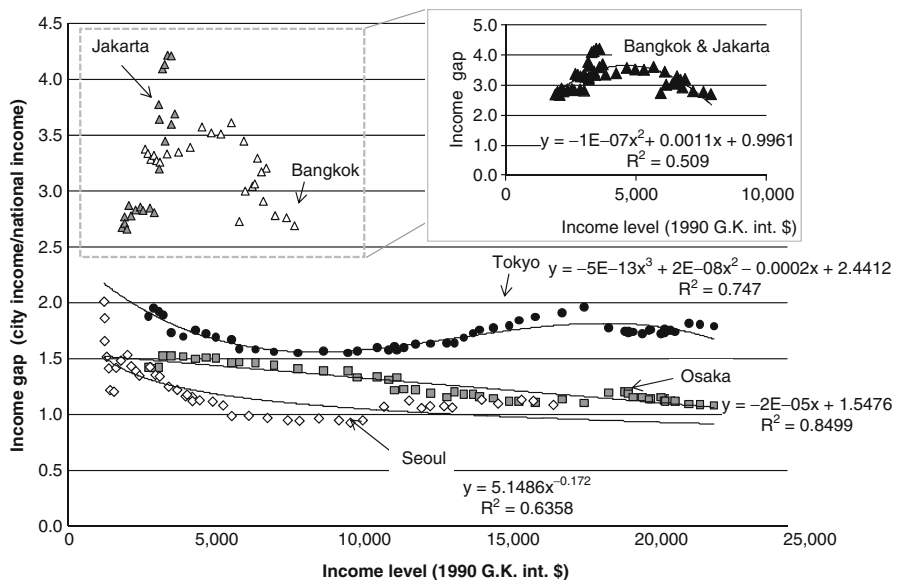 4.5
4.0
3.5
3.0
2.5
2.0
1.5
1.0
0.5
0.0
Income gap (city income/national income)
Jakarta
Bangkok
5.0
4.0
3.0
2.0
1.0
0.0
Income gap
Bangkok & Jakarta
y = −1E−07x²+ 0.0011x + 0.9961
R² = 0.509
0
5,000
10,000
Income level (1990 G.K. int. $)
Tokyo
y = −5E−13x³ + 2E−08x² − 0.0002x + 2.4412
R² = 0.747
Osaka
y = −2E−05x + 1.5476
R² = 0.8499
Seoul
y = 5.1486x⁻⁰·¹⁷²
R² = 0.6358
0
5,000
10,000
15,000
20,000
25,000
Income level (1990 G.K. int. $)